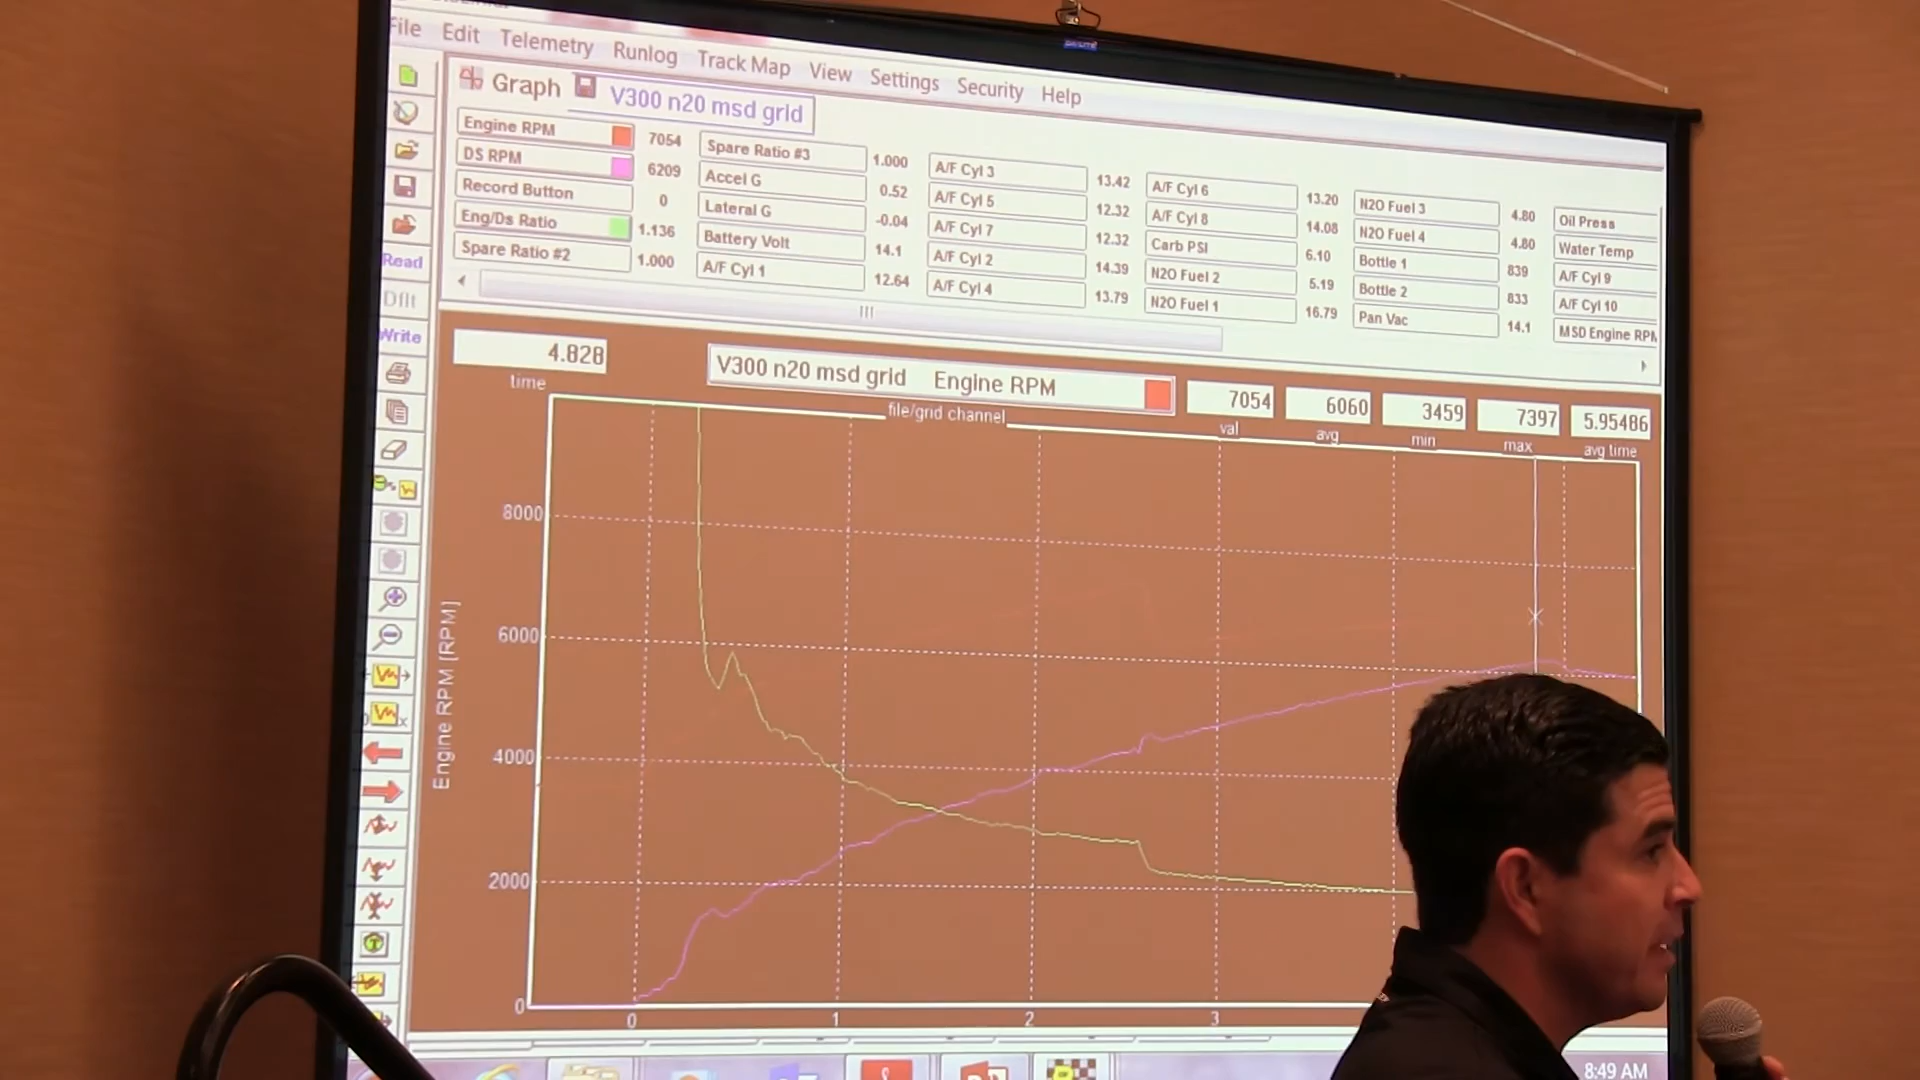 File Edit Telemetry Runlog Track Map View Settings Security Help
Graph V300 n20 msd grid
Engine RPM 7054
DS RPM 6209
Record Button 0
Eng/Ds Ratio 1.136
Spare Ratio #2 1.000
Spare Ratio #3 1.000
Accel G 0.52
Lateral G -0.04
Battery Volt 14.1
A/F Cyl 1 12.64
A/F Cyl 3 13.42
A/F Cyl 5 12.32
A/F Cyl 7 12.32
A/F Cyl 2 14.39
A/F Cyl 4 13.79
A/F Cyl 6 13.20
A/F Cyl 8 14.08
Carb PSI 6.10
N2O Fuel 2 5.19
N2O Fuel 1 16.79
N2O Fuel 3 4.80
N2O Fuel 4 4.80
Bottle 1 839
Bottle 2 833
Pan Vac 14.1
Oil Press
Water Temp
A/F Cyl 9
A/F Cyl 10
MSD Engine RPM
Read
Dflt
Write
4.828
time
V300 n20 msd grid Engine RPM
file/grid channel
7054 6060 3459 7397 5.95486
val avg min max avg time
Engine RPM [RPM]
8000
6000
4000
2000
0
0 1 2 3
8:49 AM